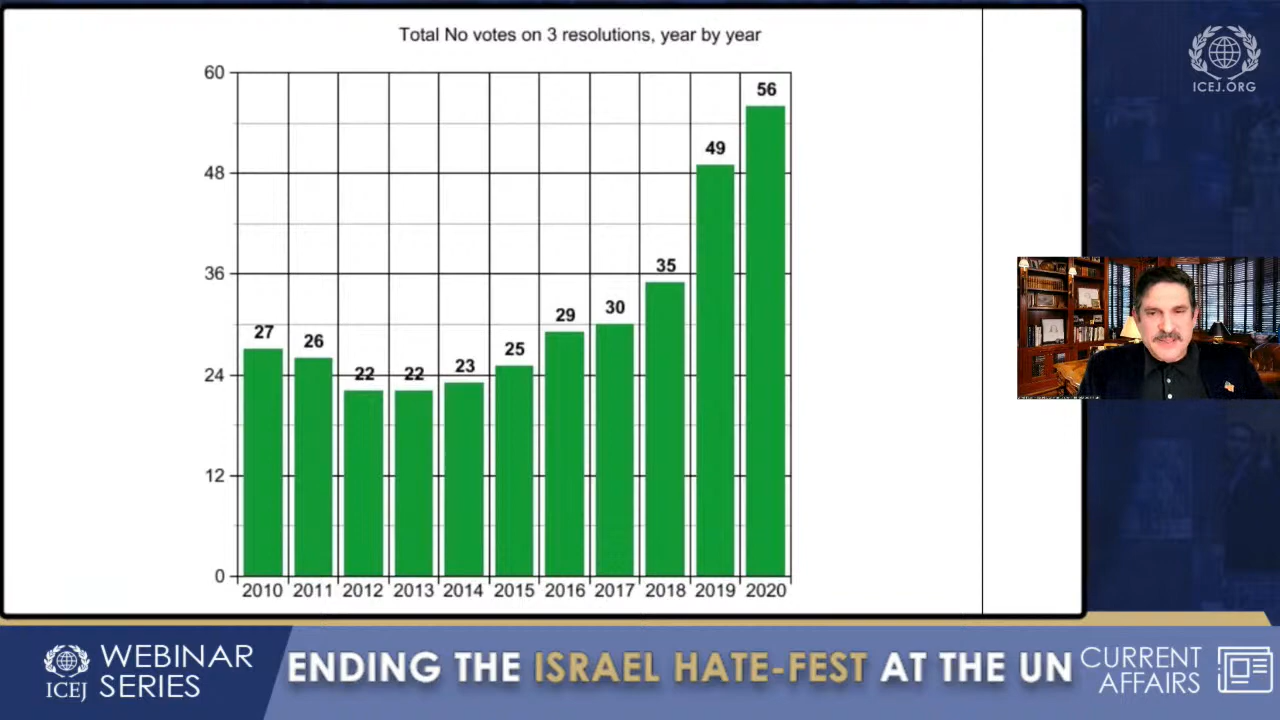 Total No votes on 3 resolutions, year by year
ICEJ.ORG
60
48
36
24
12
0
27
26
22
22
23
25
29
30
35
49
56
2010 2011 2012 2013 2014 2015 2016 2017 2018 2019 2020
ICEJ
WEBINAR
SERIES
ENDING THE ISRAEL HATE-FEST AT THE UN
CURRENT
AFFAIRS